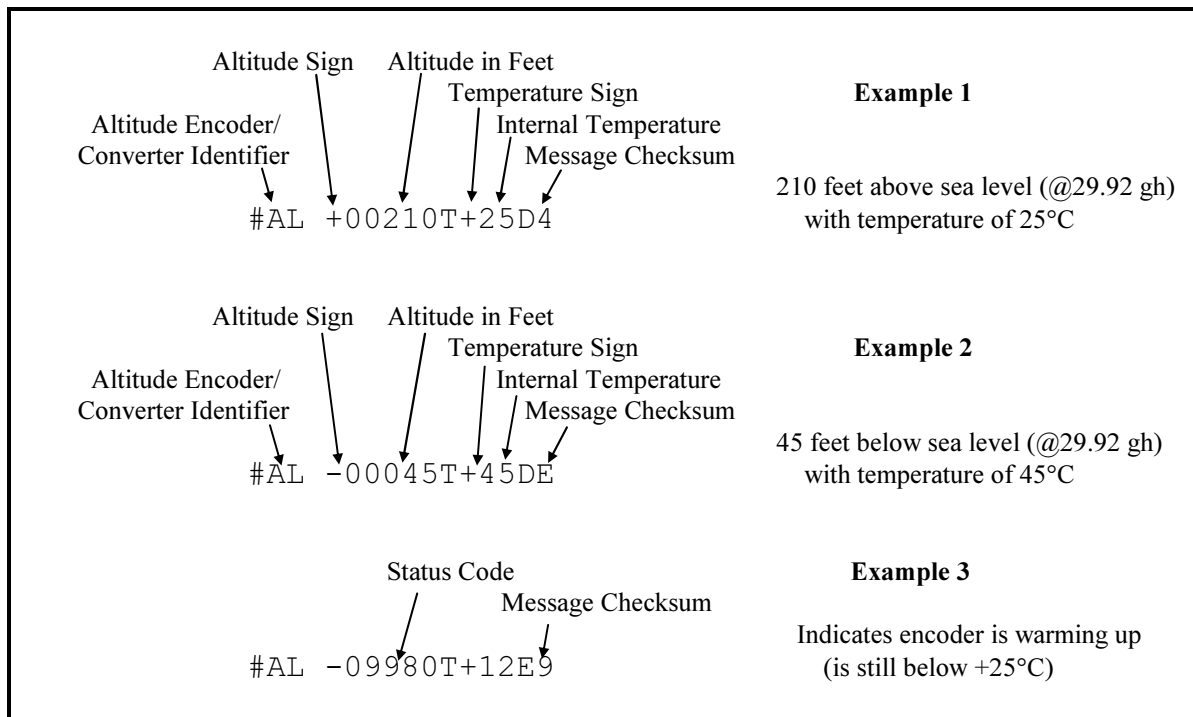 Altitude Sign Altitude in Feet
Temperature Sign Example 1
Altitude Encoder/ Internal Temperature
Converter Identifier Message Checksum
210 feet above sea level (@29.92 gh)
#AL +00210T+25D4 with temperature of 25°C
Altitude Sign Altitude in Feet
Temperature Sign Example 2
Altitude Encoder/ Internal Temperature
Converter Identifier Message Checksum
45 feet below sea level (@29.92 gh)
#AL -00045T+45DE with temperature of 45°C
Status Code Example 3
Message Checksum
Indicates encoder is warming up
#AL -09980T+12E9 (is still below +25°C)